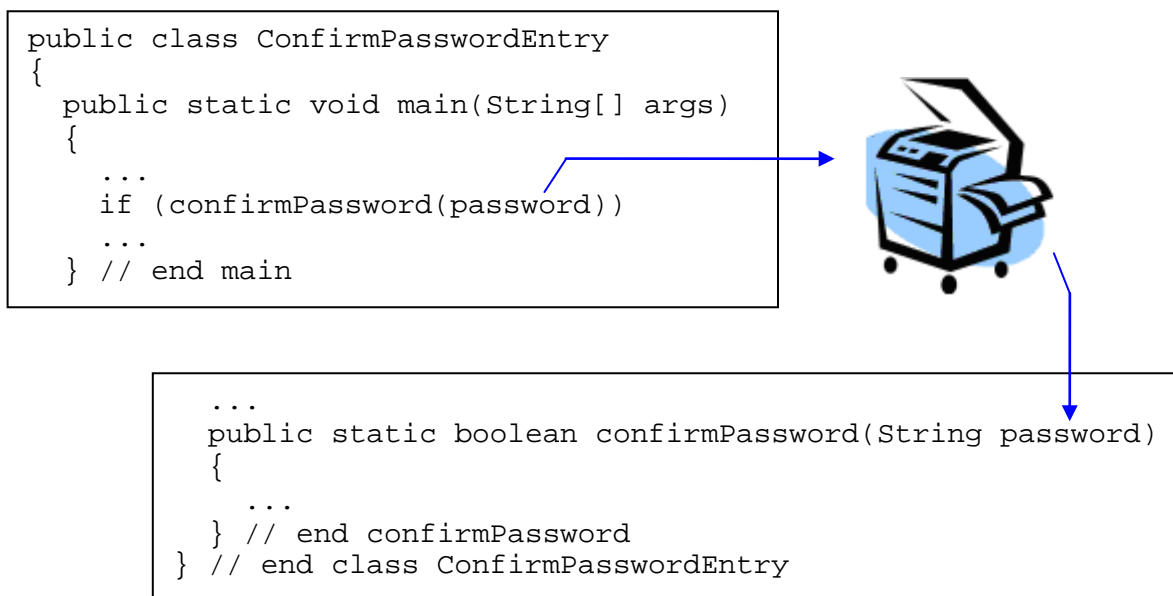 public class ConfirmPasswordEntry
{
  public static void main(String[] args)
  {
    ...
    if (confirmPassword(password))
    ...
  } // end main
  ...
  public static boolean confirmPassword(String password)
  {
    ...
  } // end confirmPassword
} // end class ConfirmPasswordEntry